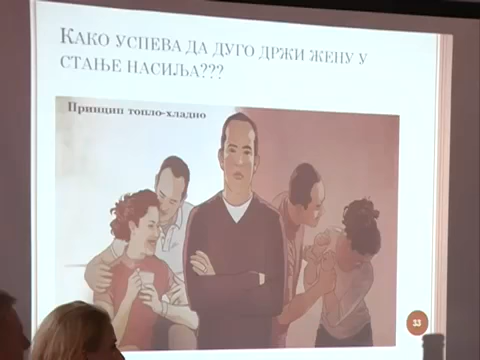 КАКО УСПЕВА ДА ДУГО ДРЖИ ЖЕНУ У
СТАЊЕ НАСИЉА???
Принцип топло-хладно
33